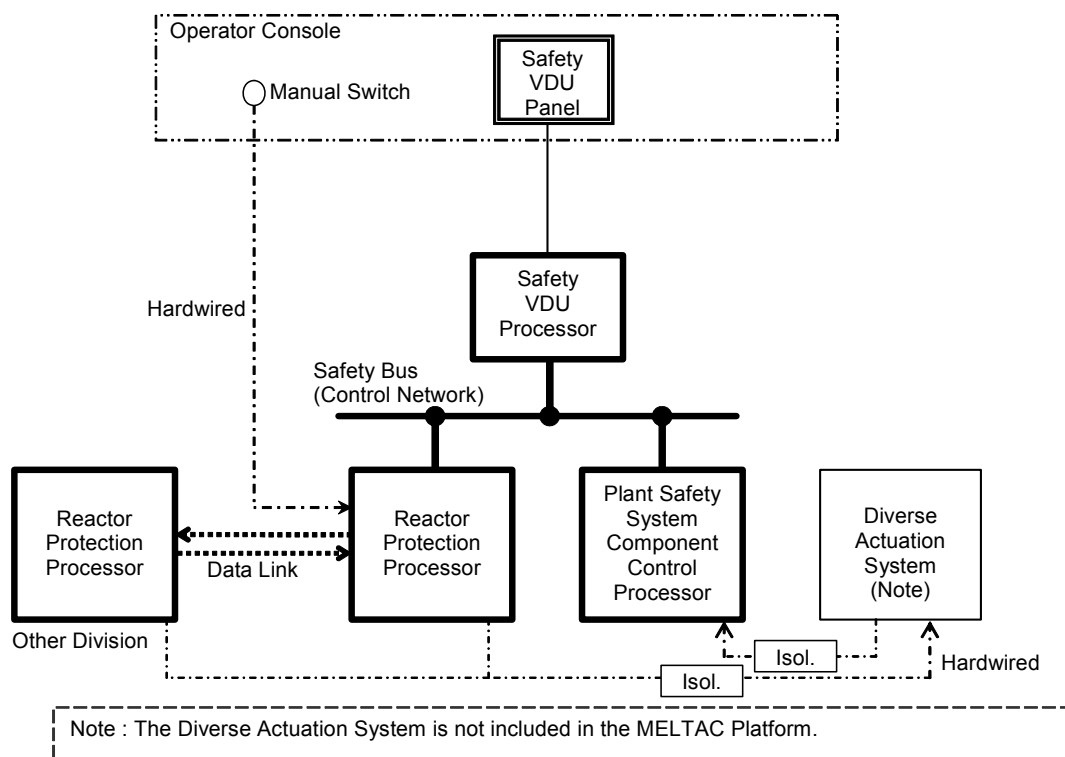 Operator Console
Safety
VDU
Panel
Manual Switch
Hardwired
Safety
VDU
Processor
Safety Bus
(Control Network)
Reactor
Protection
Processor
Data Link
Reactor
Protection
Processor
Plant Safety
System
Component
Control
Processor
Diverse
Actuation
System
(Note)
Other Division
Isol.
Isol.
Hardwired
Note : The Diverse Actuation System is not included in the MELTAC Platform.